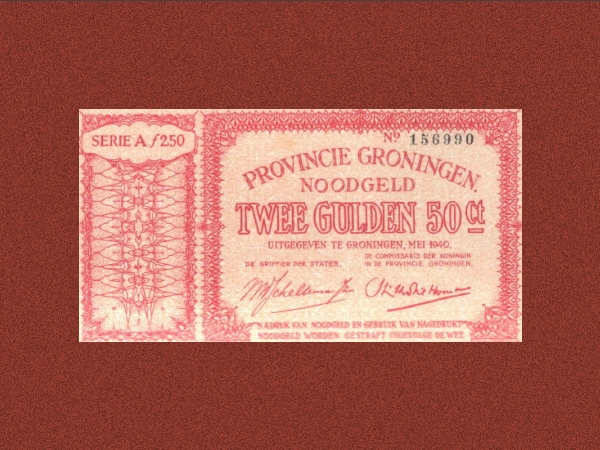 SERIE A ƒ 2.50
Nº 156990
PROVINCIE GRONINGEN.
NOODGELD
TWEE GULDEN 50 Ct
UITGEGEVEN TE GRONINGEN, MEI 1940.
DE GRIFFIER DER STATEN,
DE COMMISSARIS DER KONINGIN
IN DE PROVINCIE GRONINGEN,
NADRUK VAN NOODGELD EN GEBRUIK VAN NAGEDRUKT
NOODGELD WORDEN GESTRAFT INGEVOLGE DE WET